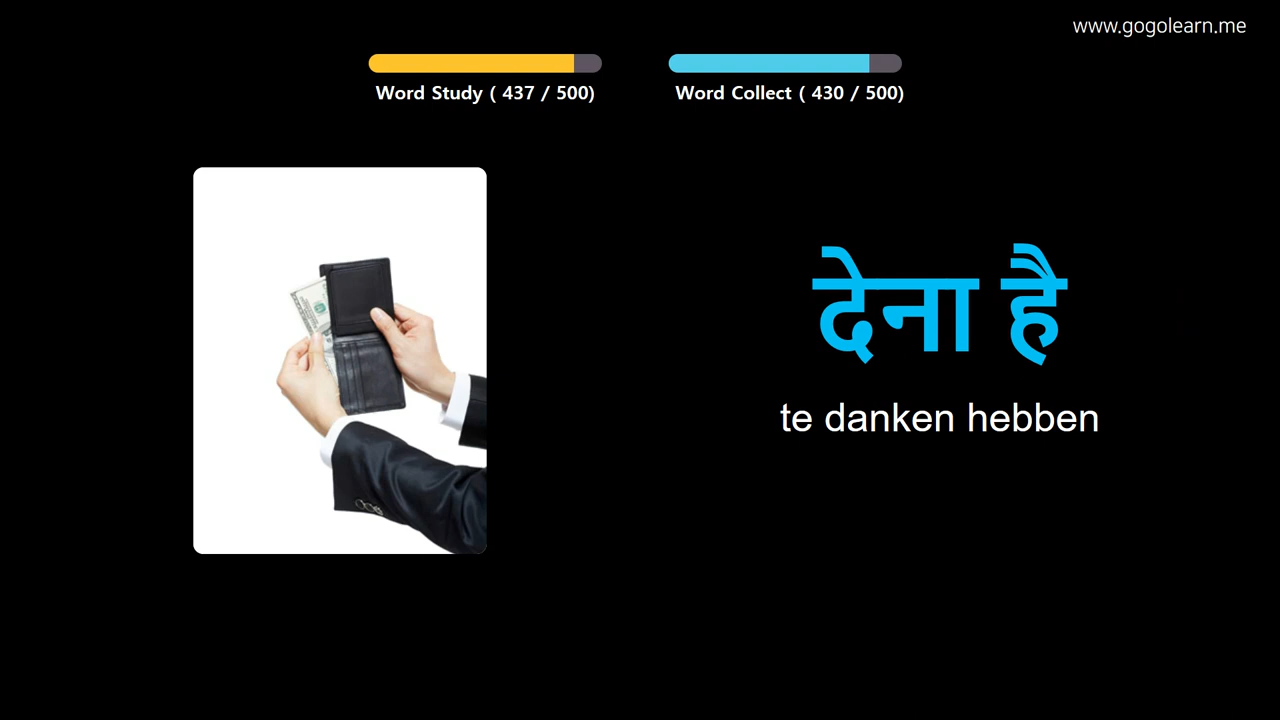 www.gogolearn.me
Word Study ( 437 / 500)
Word Collect ( 430 / 500)
देना है
te danken hebben